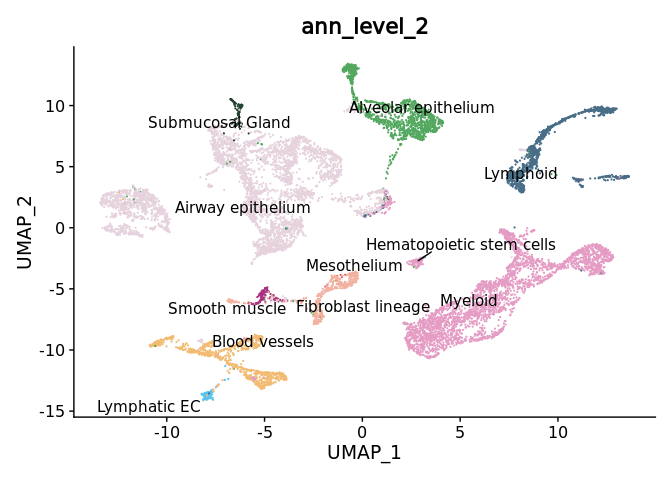 ann_level_2
UMAP_2
10
5
0
-5
-10
-15
Alveolar epithelium
Submucosal Gland
Lymphoid
Airway epithelium
Hematopoietic stem cells
Mesothelium
Smooth muscle
Fibroblast lineage
Myeloid
Blood vessels
Lymphatic EC
-10
-5
0
5
10
UMAP_1